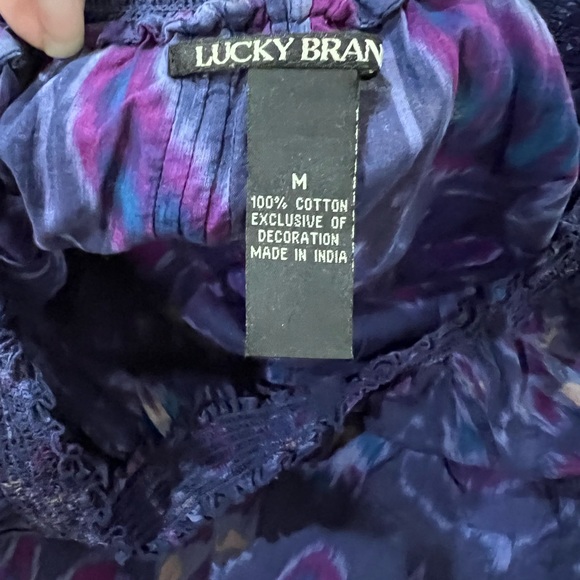 LUCKY BRAN
M
100% COTTON
EXCLUSIVE OF
DECORATION
MADE IN INDIA